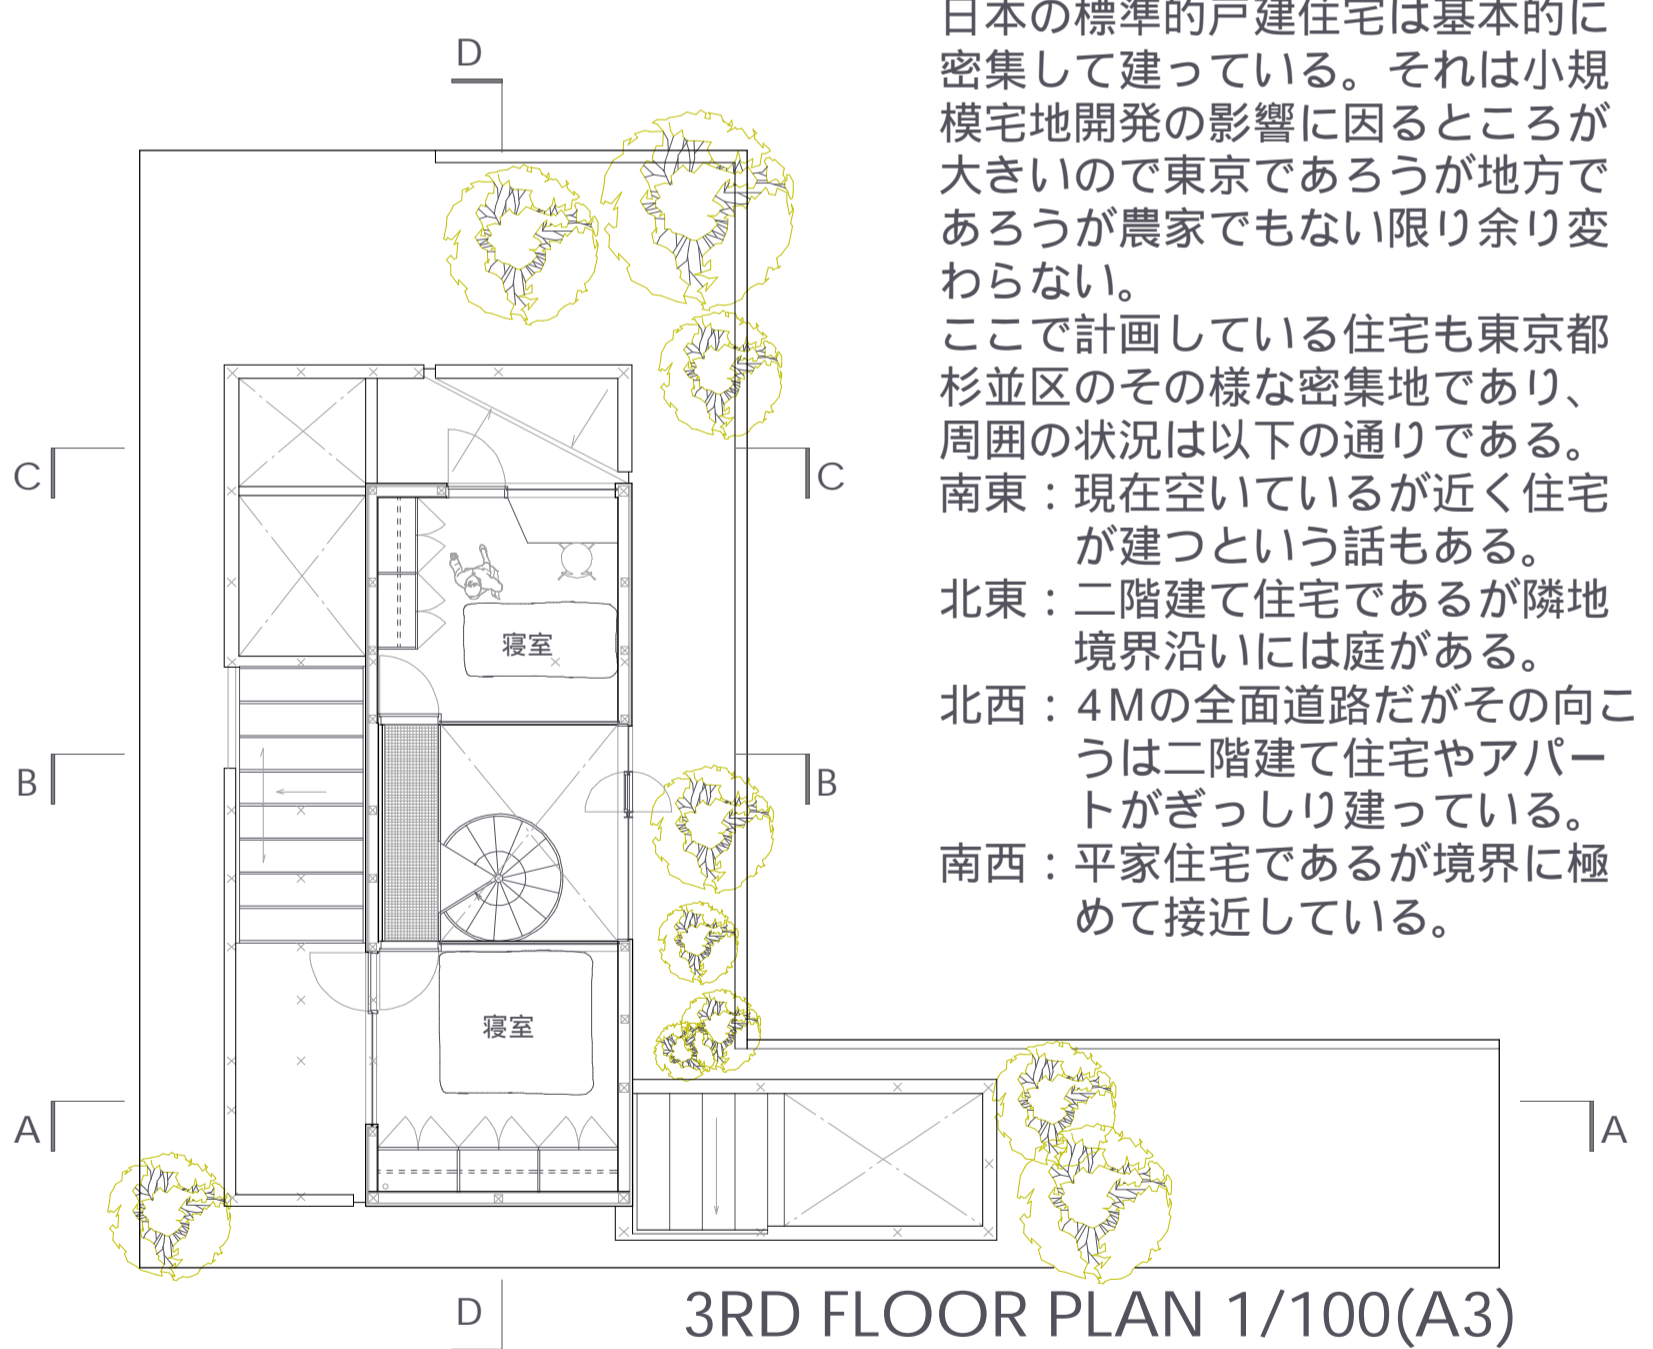 日本の標準的戸建住宅は基本的に
密集して建っている。それは小規
模宅地開発の影響に因るところが
大きいので東京であろうが地方で
あろうが農家でもない限り余り変
わらない。
ここで計画している住宅も東京都
杉並区のその様な密集地であり、
周囲の状況は以下の通りである。
南東：現在空いているが近く住宅
が建つという話もある。
北東：二階建て住宅であるが隣地
境界沿いには庭がある。
北西：4Mの全面道路だがその向こ
うは二階建て住宅やアパー
トがぎっしり建っている。
南西：平家住宅であるが境界に極
めて接近している。
D
C
C
寝室
B
B
寝室
A
A
D
3RD FLOOR PLAN 1/100(A3)